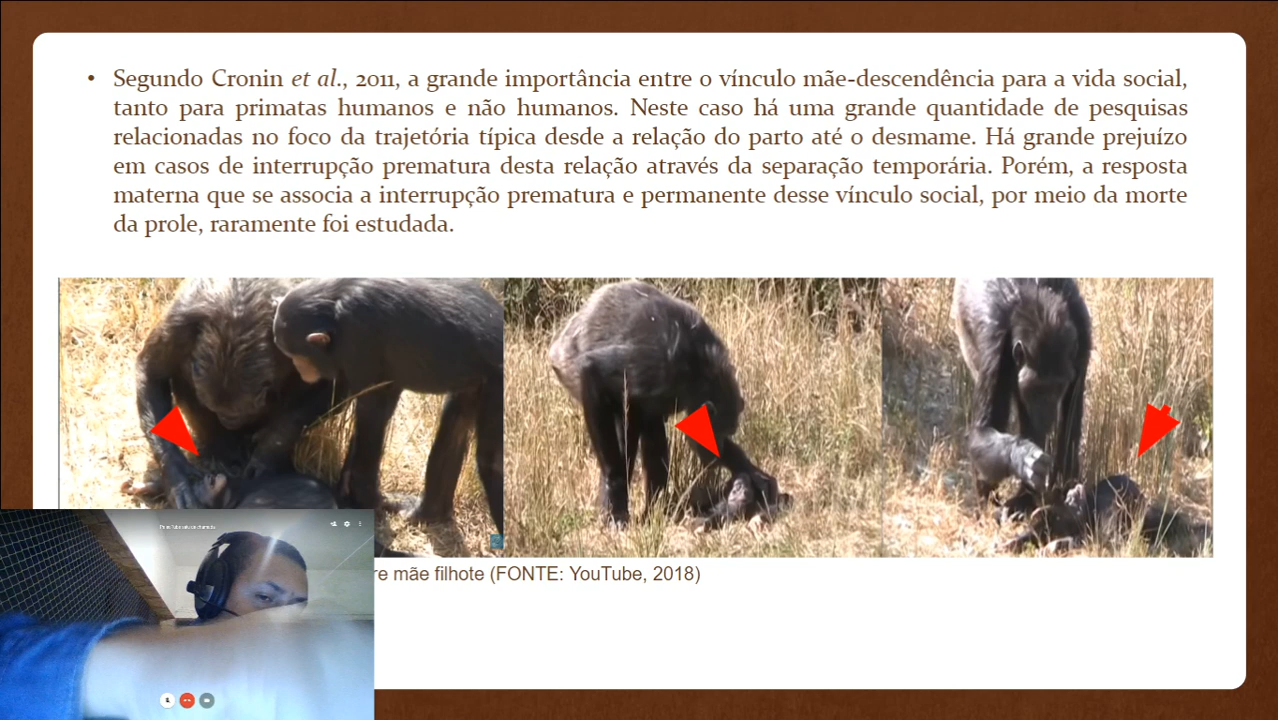 • Segundo Cronin et al., 2011, a grande importância entre o vínculo mãe-descendência para a vida social,
tanto para primatas humanos e não humanos. Neste caso há uma grande quantidade de pesquisas
relacionadas no foco da trajetória típica desde a relação do parto até o desmame. Há grande prejuízo
em casos de interrupção prematura desta relação através da separação temporária. Porém, a resposta
materna que se associa a interrupção prematura e permanente desse vínculo social, por meio da morte
da prole, raramente foi estudada.
re mãe filhote (FONTE: YouTube, 2018)